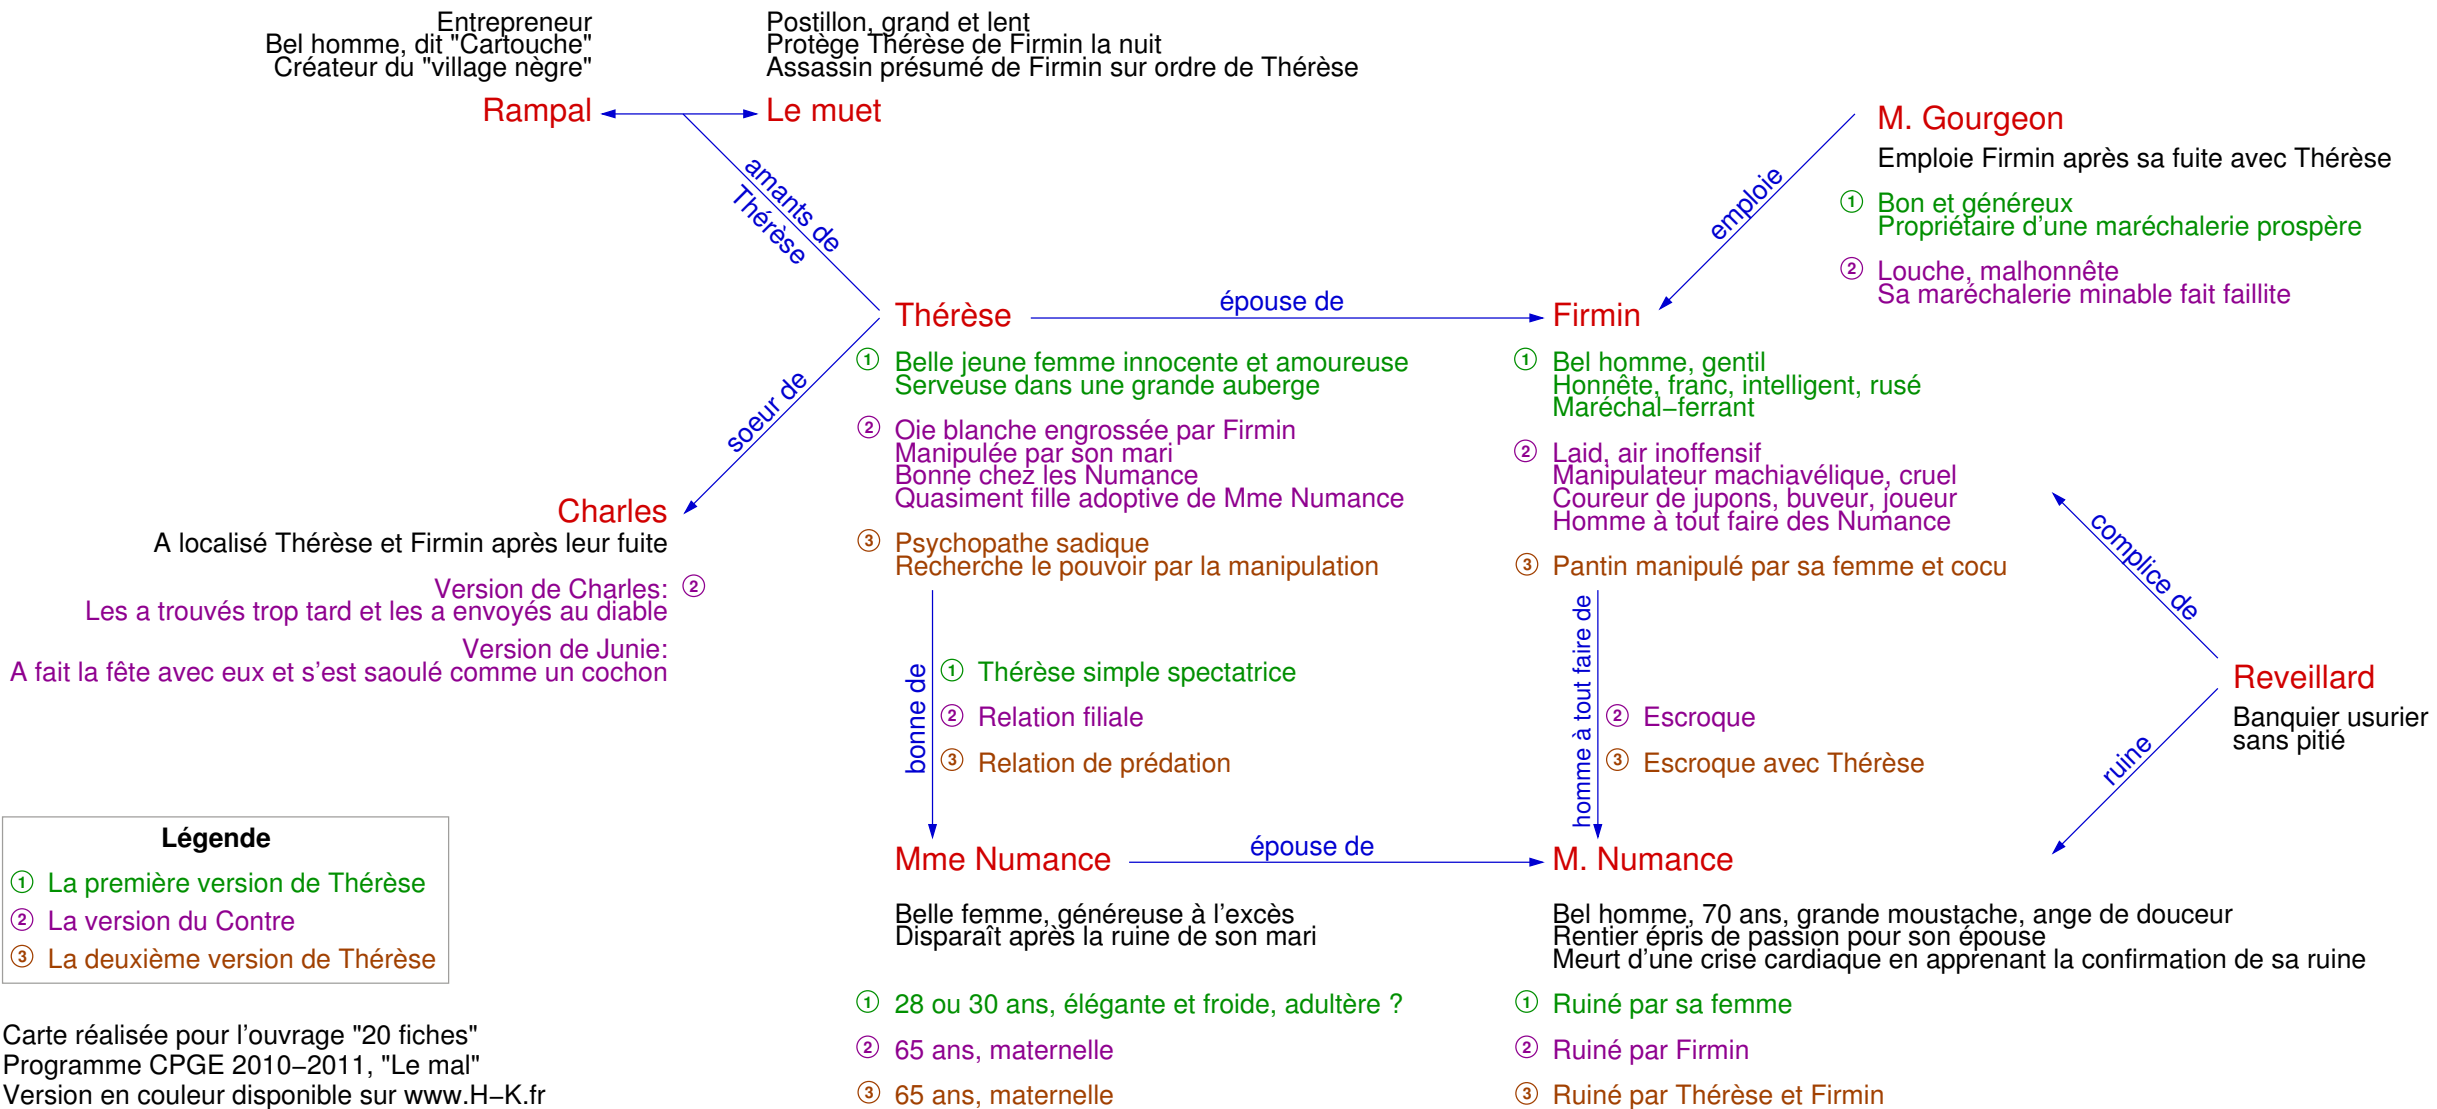 Entrepreneur
Bel homme, dit "Cartouche"
Créateur du "village nègre"
Rampal
Postillon, grand et lent
Protège Thérèse de Firmin la nuit
Assassin présumé de Firmin sur ordre de Thérèse
Le muet
amants de
Thérèse
M. Gourgeon
Emploie Firmin après sa fuite avec Thérèse
① Bon et généreux
Propriétaire d'une maréchalerie prospère
② Louche, malhonnête
Sa maréchalerie minable fait faillite
emploie
Thérèse
épouse de
Firmin
① Belle jeune femme innocente et amoureuse
Serveuse dans une grande auberge
② Oie blanche engrossée par Firmin
Manipulée par son mari
Bonne chez les Numance
Quasiment fille adoptive de Mme Numance
③ Psychopathe sadique
Recherche le pouvoir par la manipulation
① Bel homme, gentil
Honnête, franc, intelligent, rusé
Maréchal−ferrant
② Laid, air inoffensif
Manipulateur machiavélique, cruel
Coureur de jupons, buveur, joueur
Homme à tout faire des Numance
③ Pantin manipulé par sa femme et cocu
soeur de
Charles
A localisé Thérèse et Firmin après leur fuite
Version de Charles: ②
Les a trouvés trop tard et les a envoyés au diable
Version de Junie:
A fait la fête avec eux et s'est saoulé comme un cochon
bonne de
① Thérèse simple spectatrice
② Relation filiale
③ Relation de prédation
homme à tout faire de
② Escroque
③ Escroque avec Thérèse
complice de
Reveillard
Banquier usurier
sans pitié
ruine
Mme Numance
épouse de
M. Numance
Belle femme, généreuse à l'excès
Disparaît après la ruine de son mari
① 28 ou 30 ans, élégante et froide, adultère ?
② 65 ans, maternelle
③ 65 ans, maternelle
Bel homme, 70 ans, grande moustache, ange de douceur
Rentier épris de passion pour son épouse
Meurt d'une crise cardiaque en apprenant la confirmation de sa ruine
① Ruiné par sa femme
② Ruiné par Firmin
③ Ruiné par Thérèse et Firmin
Légende
① La première version de Thérèse
② La version du Contre
③ La deuxième version de Thérèse
Carte réalisée pour l'ouvrage "20 fiches"
Programme CPGE 2010−2011, "Le mal"
Version en couleur disponible sur www.H−K.fr